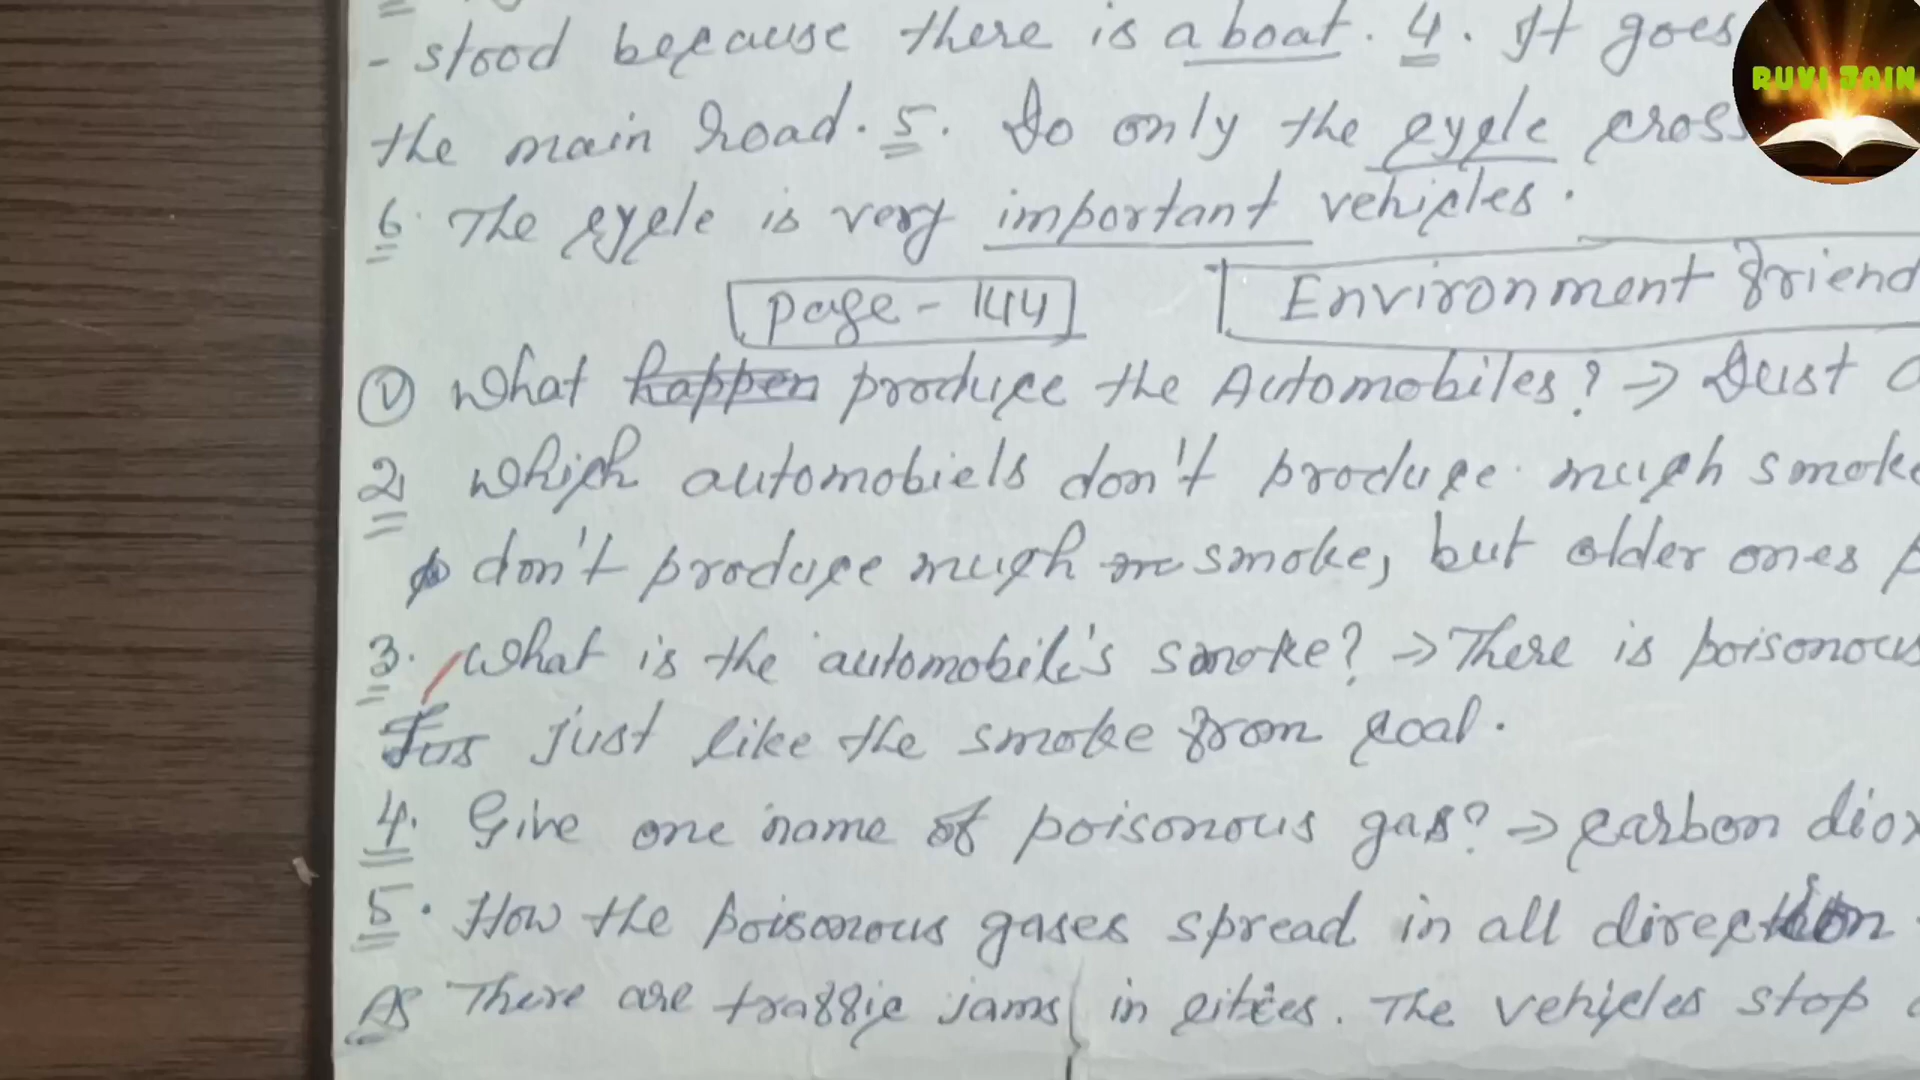 - stood because there is a boat. 4. It goes
RUVI JAIN
the main road. 5. So only the cycle cross
6. The cycle is very important vehicles.
Page - 144
Environment friend
1 What happen produce the Automobiles? → Dust
2 which automobiels don't produce much smoke
don't produce much smoke, but older ones p
3. What is the automobile's smoke? → There is poisonous
just like the smoke from coal.
4. Give one name of poisonous gas? → carbon diox
5. How the poisonous gases spread in all direction
As There are traffic jams in cities. The vehicles stop